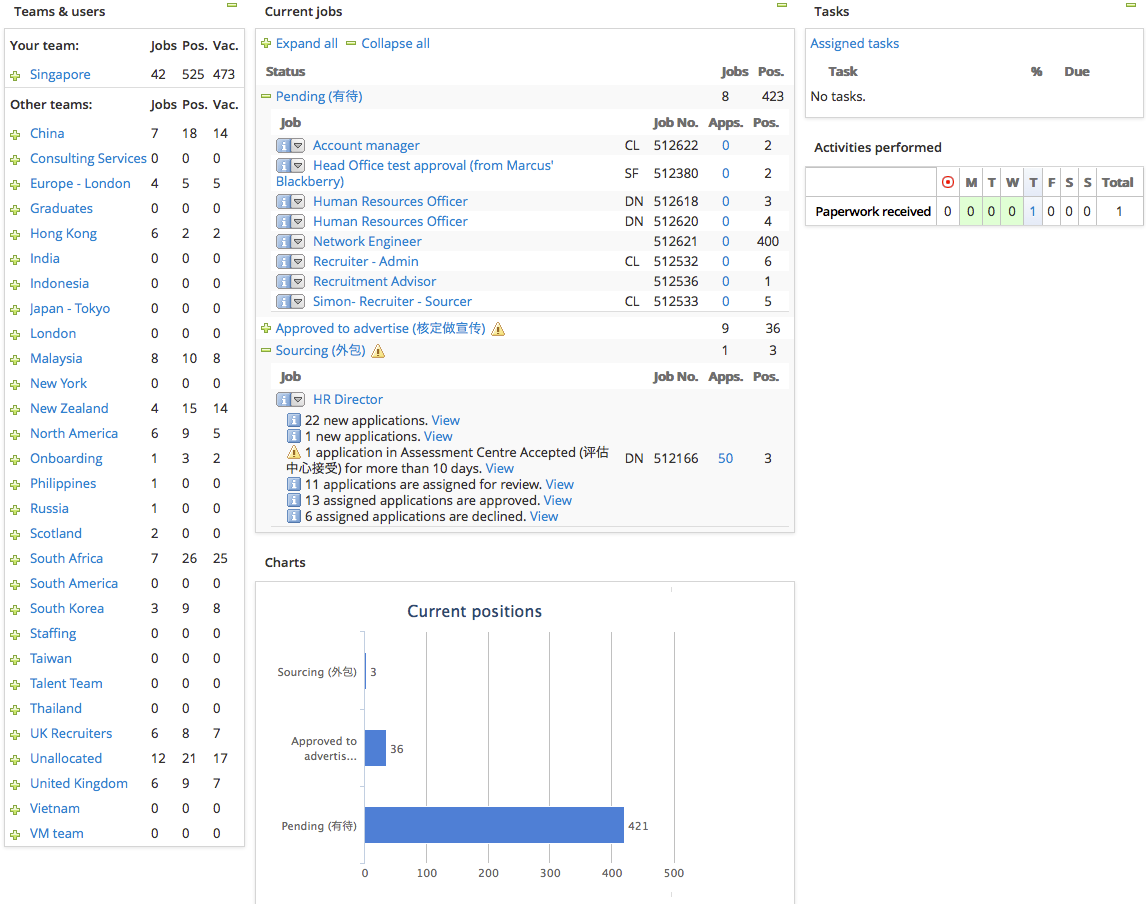 Teams & users
Your team: Jobs Pos. Vac.
Singapore 42 525 473
Other teams: Jobs Pos. Vac.
China 7 18 14
Consulting Services 0 0 0
Europe - London 4 5 5
Graduates 0 0 0
Hong Kong 6 2 2
India 0 0 0
Indonesia 0 0 0
Japan - Tokyo 0 0 0
London 0 0 0
Malaysia 8 10 8
New York 0 0 0
New Zealand 4 15 14
North America 6 9 5
Onboarding 1 3 2
Philippines 1 0 0
Russia 1 0 0
Scotland 2 0 0
South Africa 7 26 25
South America 0 0 0
South Korea 3 9 8
Staffing 0 0 0
Taiwan 0 0 0
Talent Team 0 0 0
Thailand 0 0 0
UK Recruiters 6 8 7
Unallocated 12 21 17
United Kingdom 6 9 7
Vietnam 0 0 0
VM team 0 0 0
Current jobs
Expand all Collapse all
Status Jobs Pos.
Pending (有待) 8 423
Job Job No. Apps. Pos.
Account manager CL 512622 0 2
Head Office test approval (from Marcus'
Blackberry) SF 512380 0 2
Human Resources Officer DN 512618 0 3
Human Resources Officer DN 512620 0 4
Network Engineer 512621 0 400
Recruiter - Admin CL 512532 0 6
Recruitment Advisor 512536 0 1
Simon- Recruiter - Sourcer CL 512533 0 5
Approved to advertise (核定做宣传) 9 36
Sourcing (外包) 1 3
Job Job No. Apps. Pos.
HR Director
22 new applications. View
1 new applications. View
1 application in Assessment Centre Accepted (评估
中心接受) for more than 10 days. View DN 512166 50 3
11 applications are assigned for review. View
13 assigned applications are approved. View
6 assigned applications are declined. View
Charts
Current positions
Sourcing (外包) 3
Approved to
advertis... 36
Pending (有待) 421
0 100 200 300 400 500
Tasks
Assigned tasks
Task % Due
No tasks.
Activities performed
M T W T F S S Total
Paperwork received 0 0 0 0 1 0 0 0 1